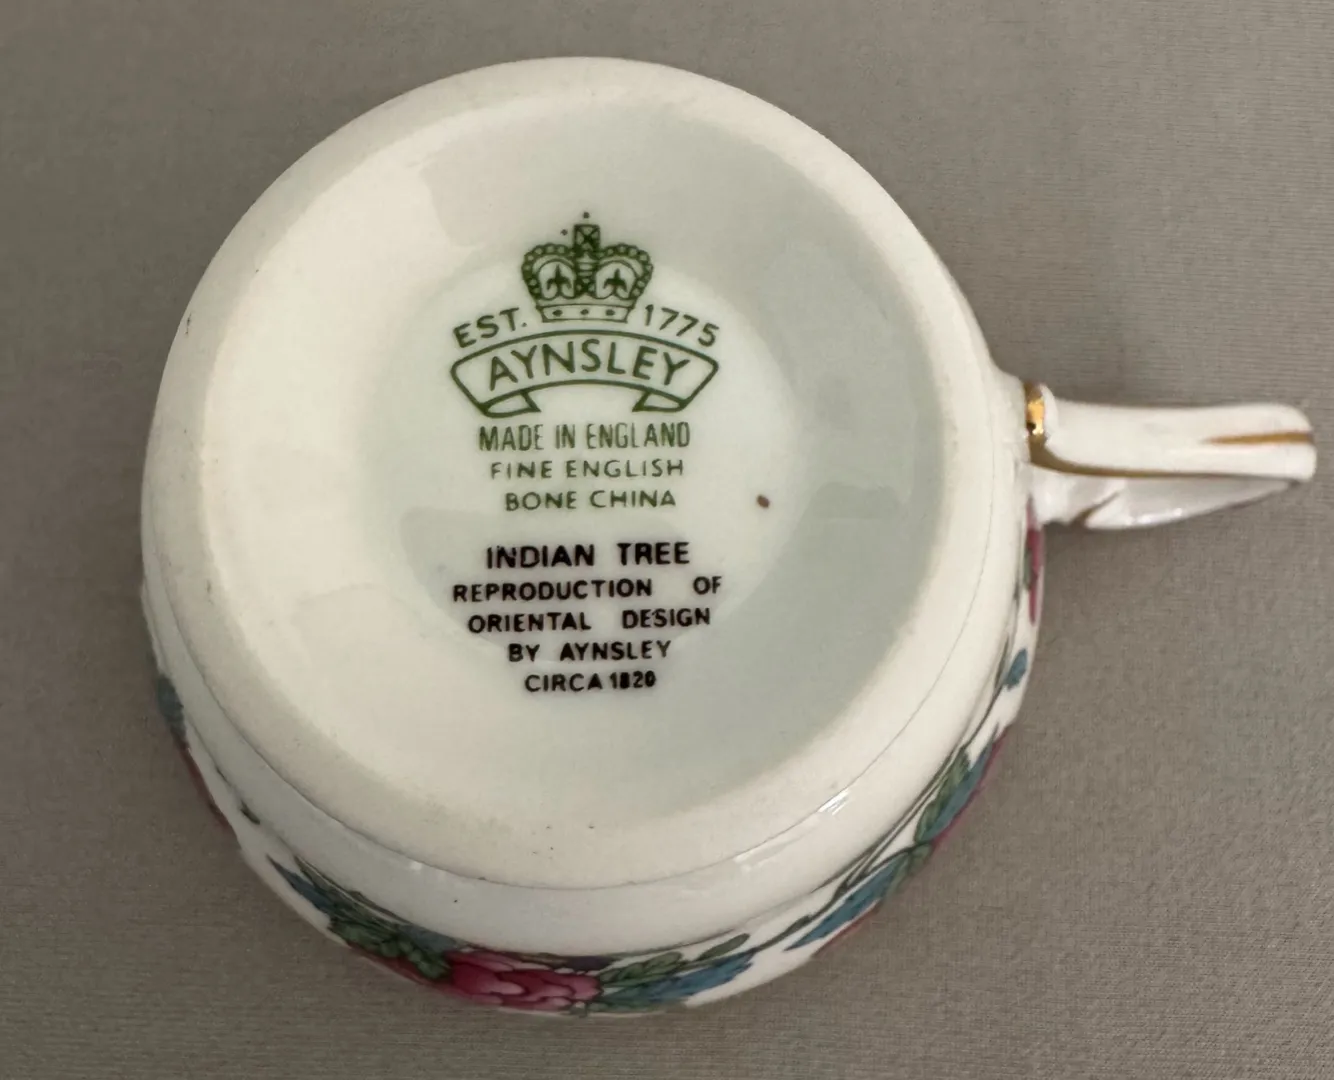 EST. 1775
AYNSLEY
MADE IN ENGLAND
FINE ENGLISH
BONE CHINA
INDIAN TREE
REPRODUCTION OF
ORIENTAL DESIGN
BY AYNSLEY
CIRCA 1820